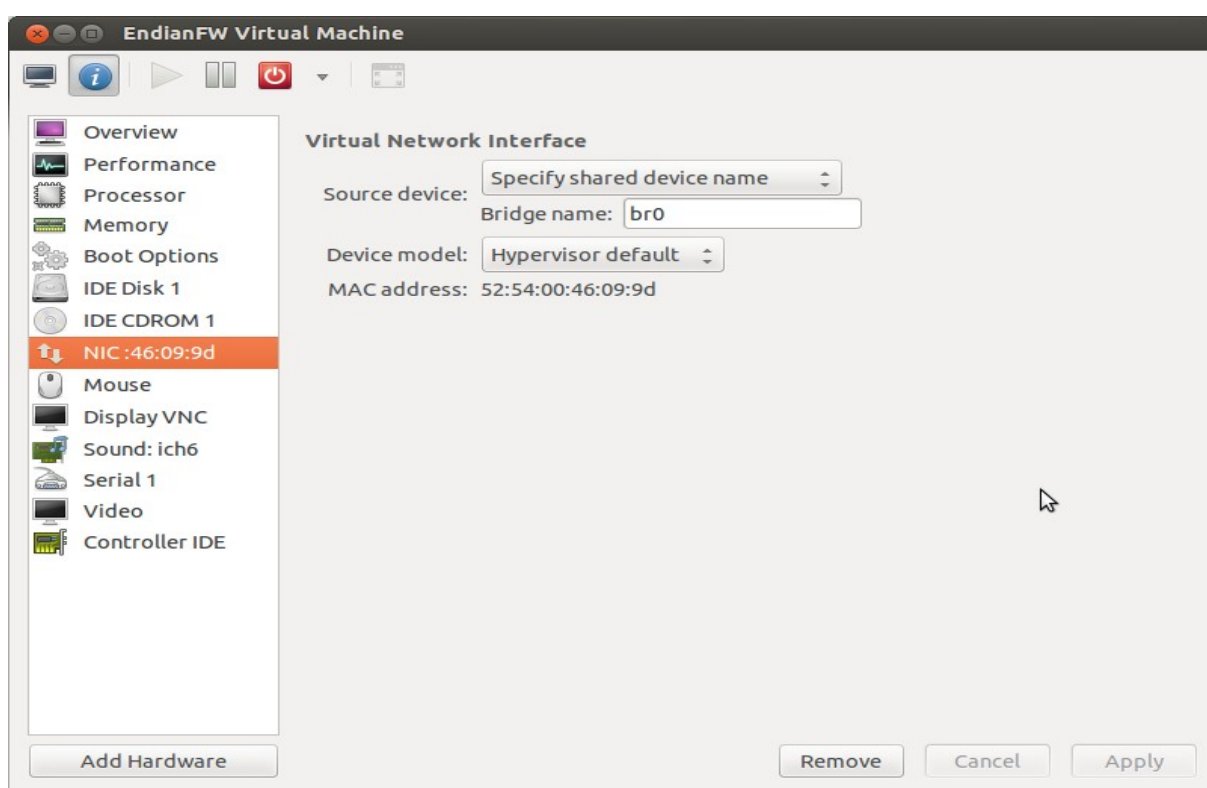 EndianFW Virtual Machine
Overview
Performance
Processor
Memory
Boot Options
IDE Disk 1
IDE CDROM 1
NIC :46:09:9d
Mouse
Display VNC
Sound: ich6
Serial 1
Video
Controller IDE
Add Hardware
Virtual Network Interface
Source device: Specify shared device name
Bridge name: br0
Device model: Hypervisor default
MAC address: 52:54:00:46:09:9d
Remove Cancel Apply